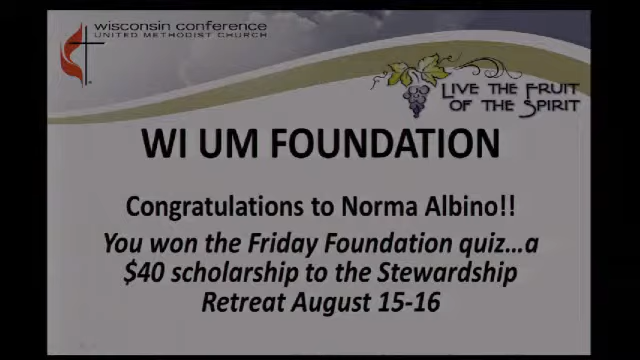 wisconsin conference
UNITED METHODIST CHURCH
LIVE THE FRUIT
OF THE SPIRIT
WI UM FOUNDATION
Congratulations to Norma Albino!!
You won the Friday Foundation quiz...a
$40 scholarship to the Stewardship
Retreat August 15-16